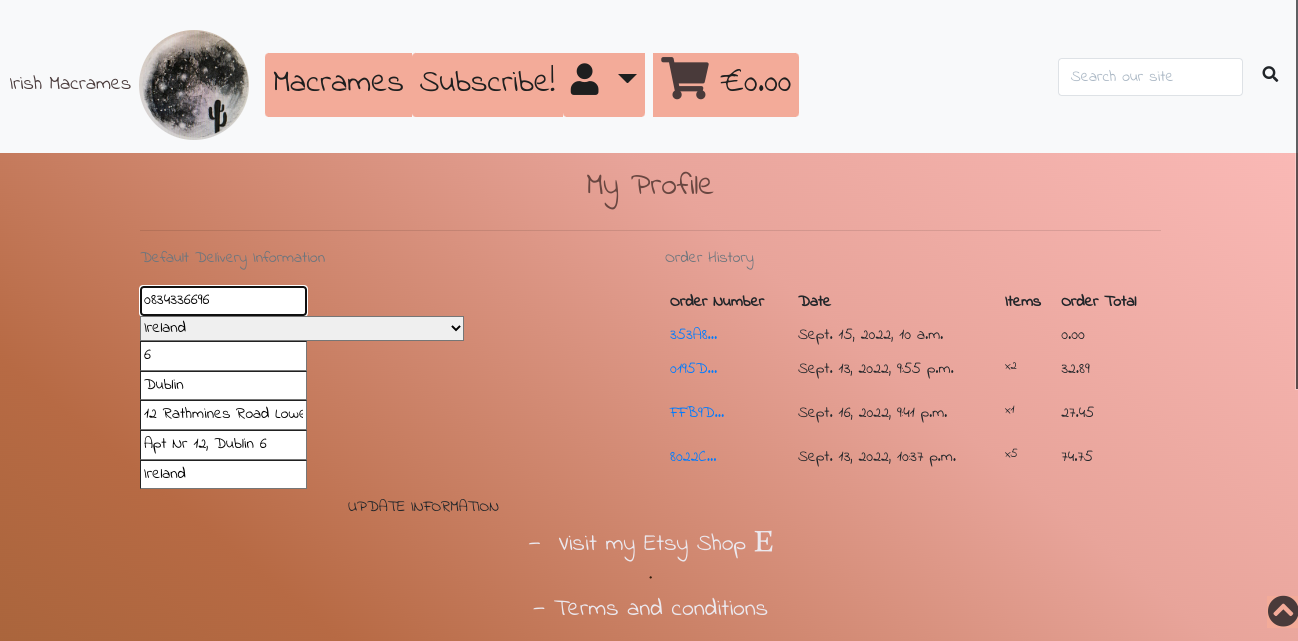 Irish Macrames
Macrames Subscribe! €0.00
Search our site
My Profile
Default Delivery Information
0834336696
Ireland
6
Dublin
12 Rathmines Road Lowe
Apt Nr 12, Dublin 6
Ireland
UPDATE INFORMATION
Order History
Order Number Date Items Order Total
353A8... Sept. 15, 2022, 10 a.m. 0.00
0195D... Sept. 13, 2022, 9:55 p.m. x2 32.89
FFB9D... Sept. 16, 2022, 9:41 p.m. x1 27.45
8022C... Sept. 13, 2022, 10:37 p.m. x5 74.75
- Visit my Etsy Shop E
.
- Terms and conditions